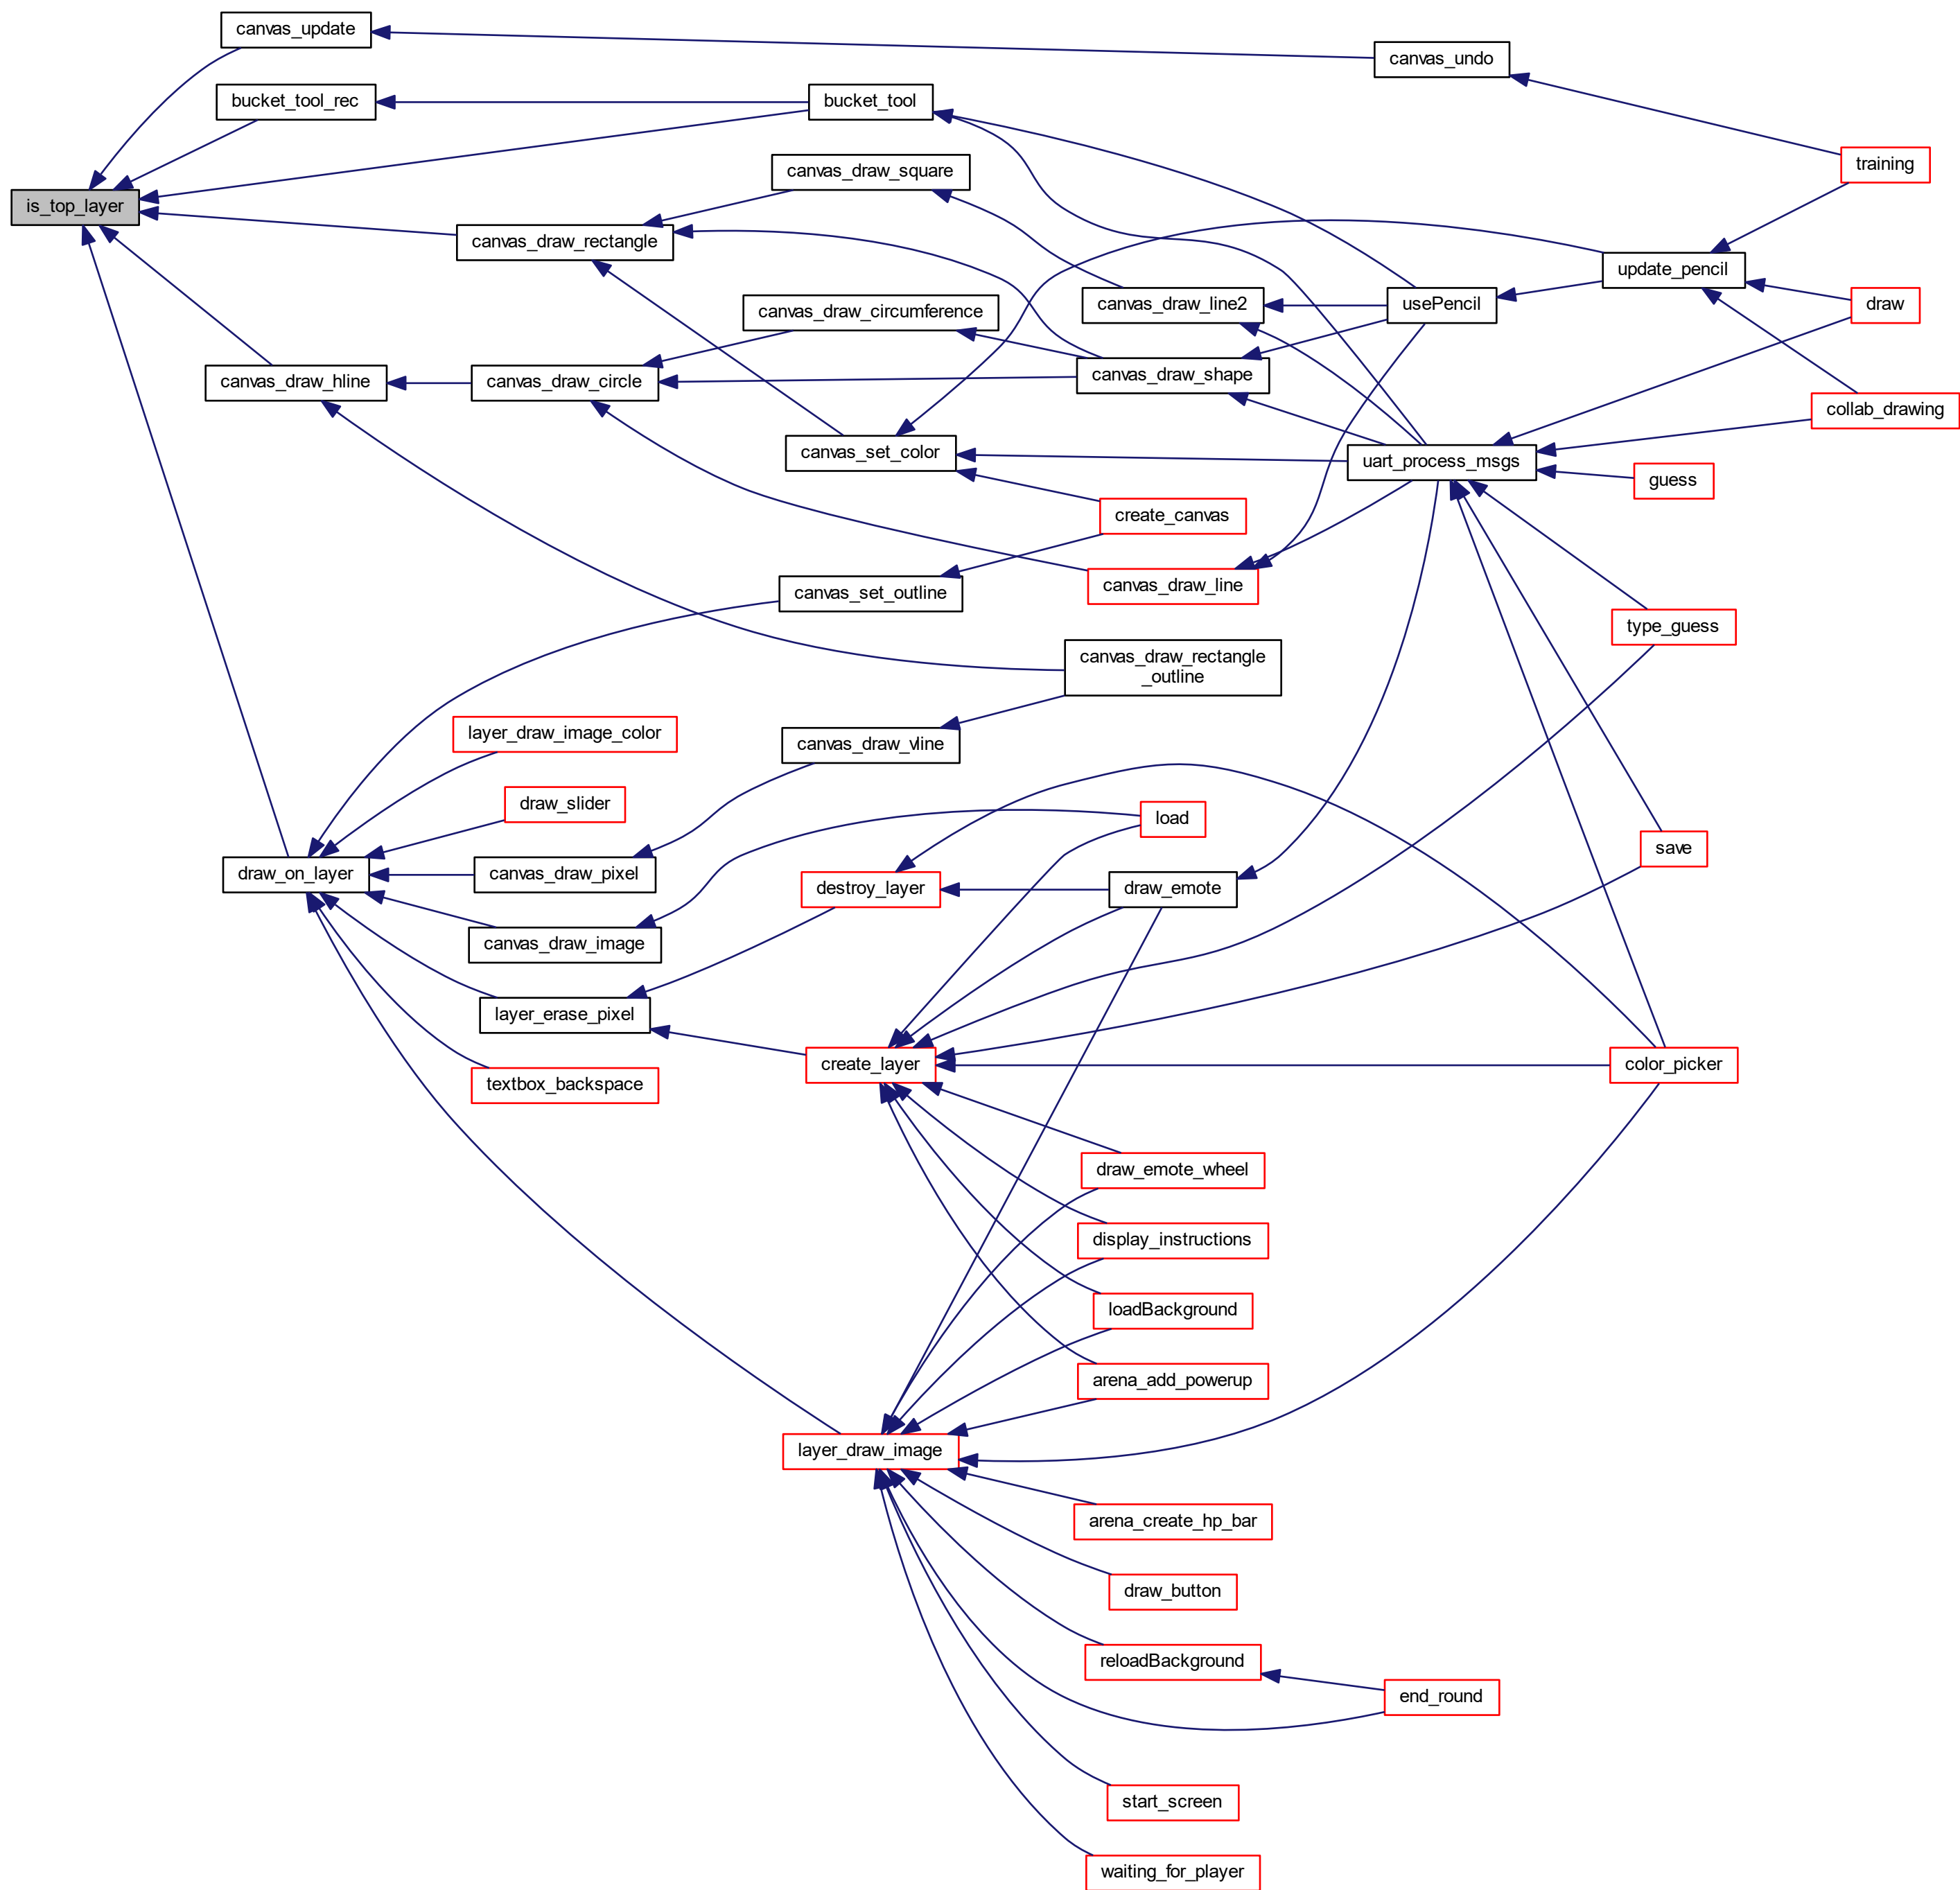 canvas_update
canvas_undo
bucket_tool_rec
bucket_tool
training
canvas_draw_square
is_top_layer
canvas_draw_rectangle
update_pencil
canvas_draw_line2
usePencil
draw
canvas_draw_circumference
canvas_draw_hline
canvas_draw_circle
canvas_draw_shape
collab_drawing
canvas_set_color
uart_process_msgs
guess
create_canvas
canvas_set_outline
canvas_draw_line
type_guess
canvas_draw_rectangle
_outline
layer_draw_image_color
canvas_draw_vline
draw_slider
load
save
draw_on_layer
canvas_draw_pixel
destroy_layer
draw_emote
canvas_draw_image
layer_erase_pixel
create_layer
color_picker
textbox_backspace
draw_emote_wheel
display_instructions
loadBackground
arena_add_powerup
layer_draw_image
arena_create_hp_bar
draw_button
reloadBackground
end_round
start_screen
waiting_for_player